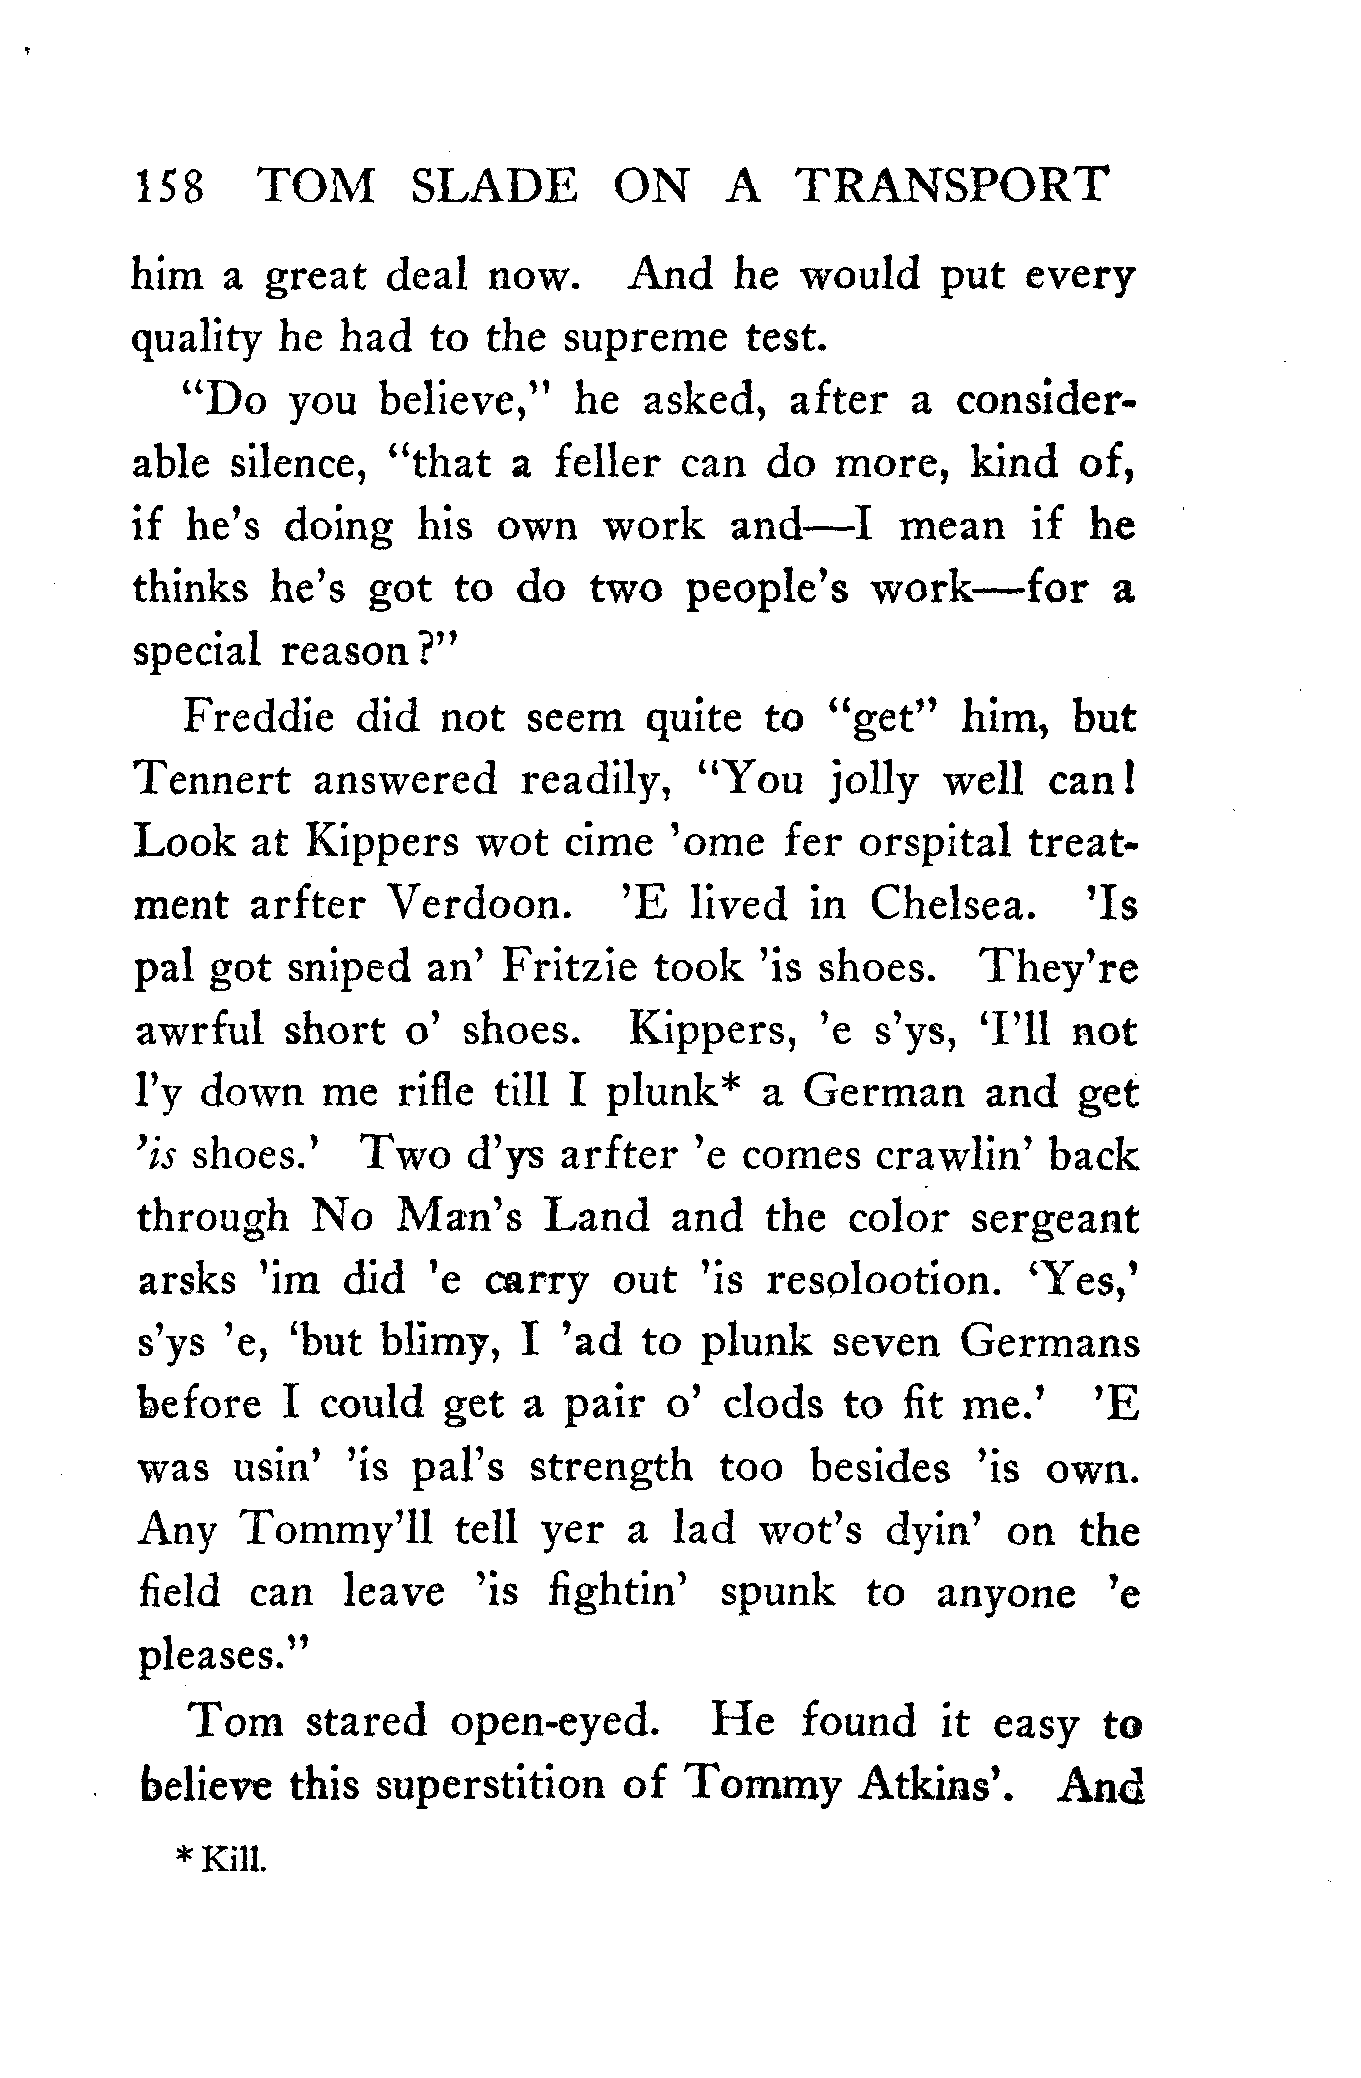 158 TOM SLADE ON A TRANSPORT
him a great deal now. And he would put every
quality he had to the supreme test.
“Do you believe,” he asked, after a consider-
able silence, “that a feller can do more, kind of,
if he’s doing his own work and—I mean if he
thinks he’s got to do two people’s work—for a
special reason?”
Freddie did not seem quite to “get” him, but
Tennert answered readily, “You jolly well can!
Look at Kippers wot cime ’ome fer orspital treat-
ment arfter Verdoon. ’E lived in Chelsea. ’Is
pal got sniped an’ Fritzie took ’is shoes. They’re
awrful short o’ shoes. Kippers, ’e s’ys, ‘I’ll not
l’y down me rifle till I plunk* a German and get
’is shoes.’ Two d’ys arfter ’e comes crawlin’ back
through No Man’s Land and the color sergeant
arsks ’im did ’e carry out ’is resolootion. ‘Yes,’
s’ys ’e, ‘but blimy, I ’ad to plunk seven Germans
before I could get a pair o’ clods to fit me.’ ’E
was usin’ ’is pal’s strength too besides ’is own.
Any Tommy’ll tell yer a lad wot’s dyin’ on the
field can leave ’is fightin’ spunk to anyone ’e
pleases.”
Tom stared open-eyed. He found it easy to
believe this superstition of Tommy Atkins’. And
* Kill.